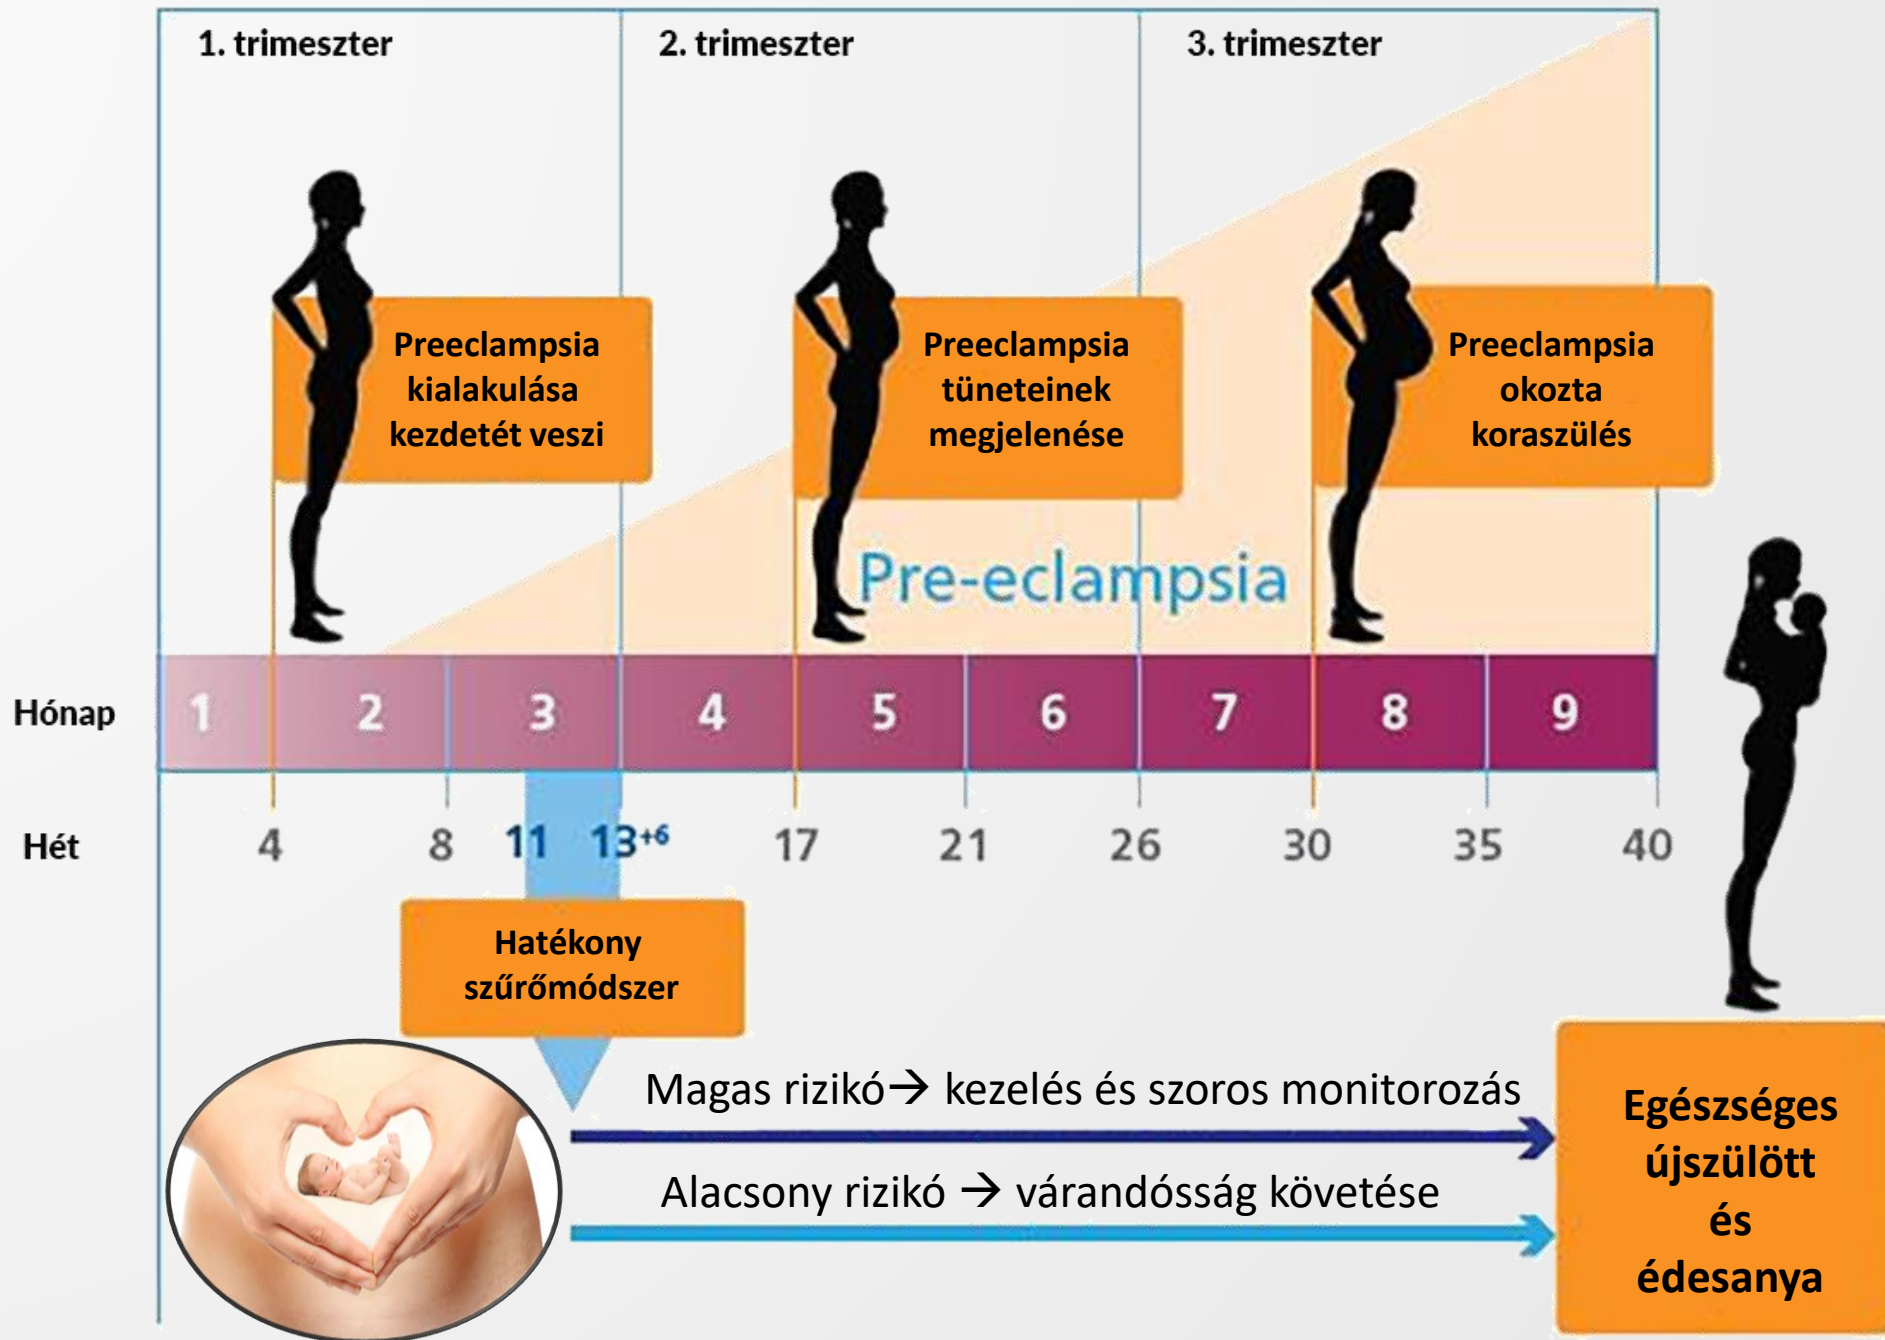 1. trimeszter
2. trimeszter
3. trimeszter
Preeclampsia
kialakulása
kezdetét veszi
Preeclampsia
tüneteinek
megjelenése
Preeclampsia
okozta
koraszülés
Pre-eclampsia
Hónap 1 2 3 4 5 6 7 8 9
Hét 4 8 11 13+6 17 21 26 30 35 40
Hatékony
szűrőmódszer
Magas rizikó→ kezelés és szoros monitorozás
Alacsony rizikó → várandósság követése
Egészséges
újszülött
és
édesanya